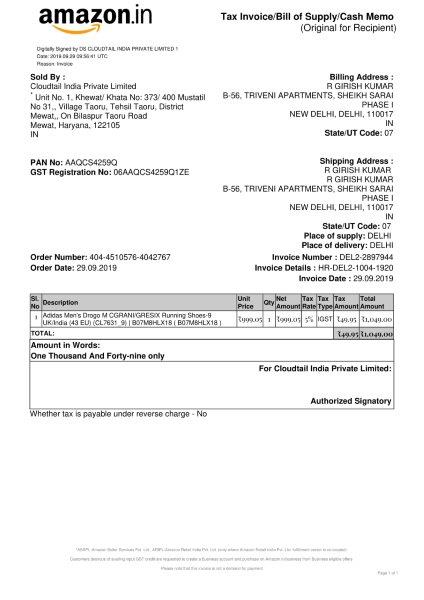 amazon.in
Tax Invoice/Bill of Supply/Cash Memo
(Original for Recipient)
Digitally Signed by DS CLOUDTAIL INDIA PRIVATE LIMITED 1
Date: 2019.09.29 09:56:41 UTC
Reason: Invoice
Sold By :
Cloudtail India Private Limited
* Unit No. 1, Khewat/ Khata No: 373/ 400 Mustatil
No 31,, Village Taoru, Tehsil Taoru, District
Mewat,, On Bilaspur Taoru Road
Mewat, Haryana, 122105
IN
Billing Address :
R GIRISH KUMAR
B-56, TRIVENI APARTMENTS, SHEIKH SARAI
PHASE I
NEW DELHI, DELHI, 110017
IN
State/UT Code: 07
PAN No: AAQCS4259Q
GST Registration No: 06AAQCS4259Q1ZE
Shipping Address :
R GIRISH KUMAR
R GIRISH KUMAR
B-56, TRIVENI APARTMENTS, SHEIKH SARAI
PHASE I
NEW DELHI, DELHI, 110017
IN
State/UT Code: 07
Place of supply: DELHI
Place of delivery: DELHI
Order Number: 404-4510576-4042767
Order Date: 29.09.2019
Invoice Number : DEL2-2897944
Invoice Details : HR-DEL2-1004-1920
Invoice Date : 29.09.2019
Sl. No Description Unit Price Qty Net Amount Tax Rate Tax Type Tax Amount Total Amount
1 Adidas Men's Drogo M CGRANI/GRESIX Running Shoes-9 ₹999.05 1 ₹999.05 5% IGST ₹49.95 ₹1,049.00
UK/India (43 EU) (CL7631_9) | B07M8HLX18 ( B07M8HLX18 )
TOTAL: ₹49.95 ₹1,049.00
Amount in Words:
One Thousand And Forty-nine only
For Cloudtail India Private Limited:
Authorized Signatory
Whether tax is payable under reverse charge - No
Please note that this invoice is not a demand for payment
Page 1 of 1